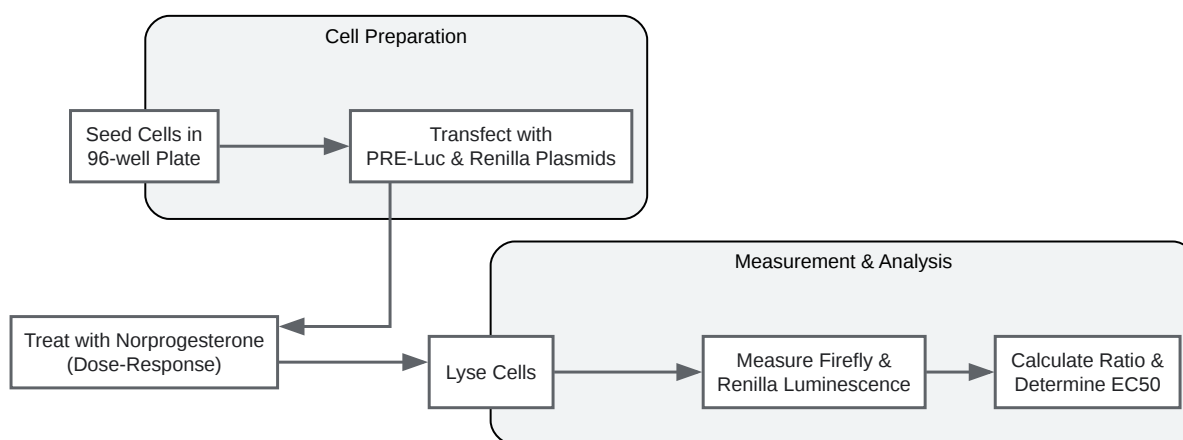 Cell Preparation
Seed Cells in
96-well Plate
Transfect with
PRE-Luc & Renilla Plasmids
Measurement & Analysis
Treat with Norprogesterone
(Dose-Response)
Lyse Cells
Measure Firefly &
Renilla Luminescence
Calculate Ratio &
Determine EC50